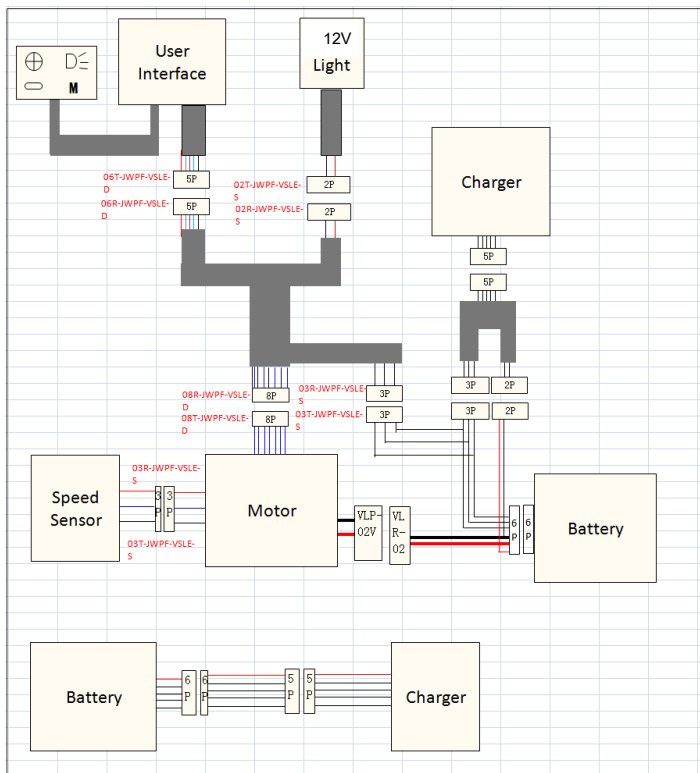 12V
Light
User
Interface
D
M
06T-JWPF-VSLE-
D
5P
02T-JWPF-VSLE-
S
2P
06R-JWPF-VSLE-
D
5P
02R-JWPF-VSLE-
S
2P
Charger
5P
5P
08R-JWPF-VSLE-
D
8P
03R-JWPF-VSLE-
S
3P
3P
2P
08T-JWPF-VSLE-
D
8P
03T-JWPF-VSLE-
S
3P
3P
2P
03R-JWPF-VSLE-
S
Speed
Sensor
3
P
3
P
03T-JWPF-VSLE-
S
Motor
VLP-
02V
VL
R-
02
6
P
6
P
Battery
Battery
6
P
6
P
5
P
5
P
Charger